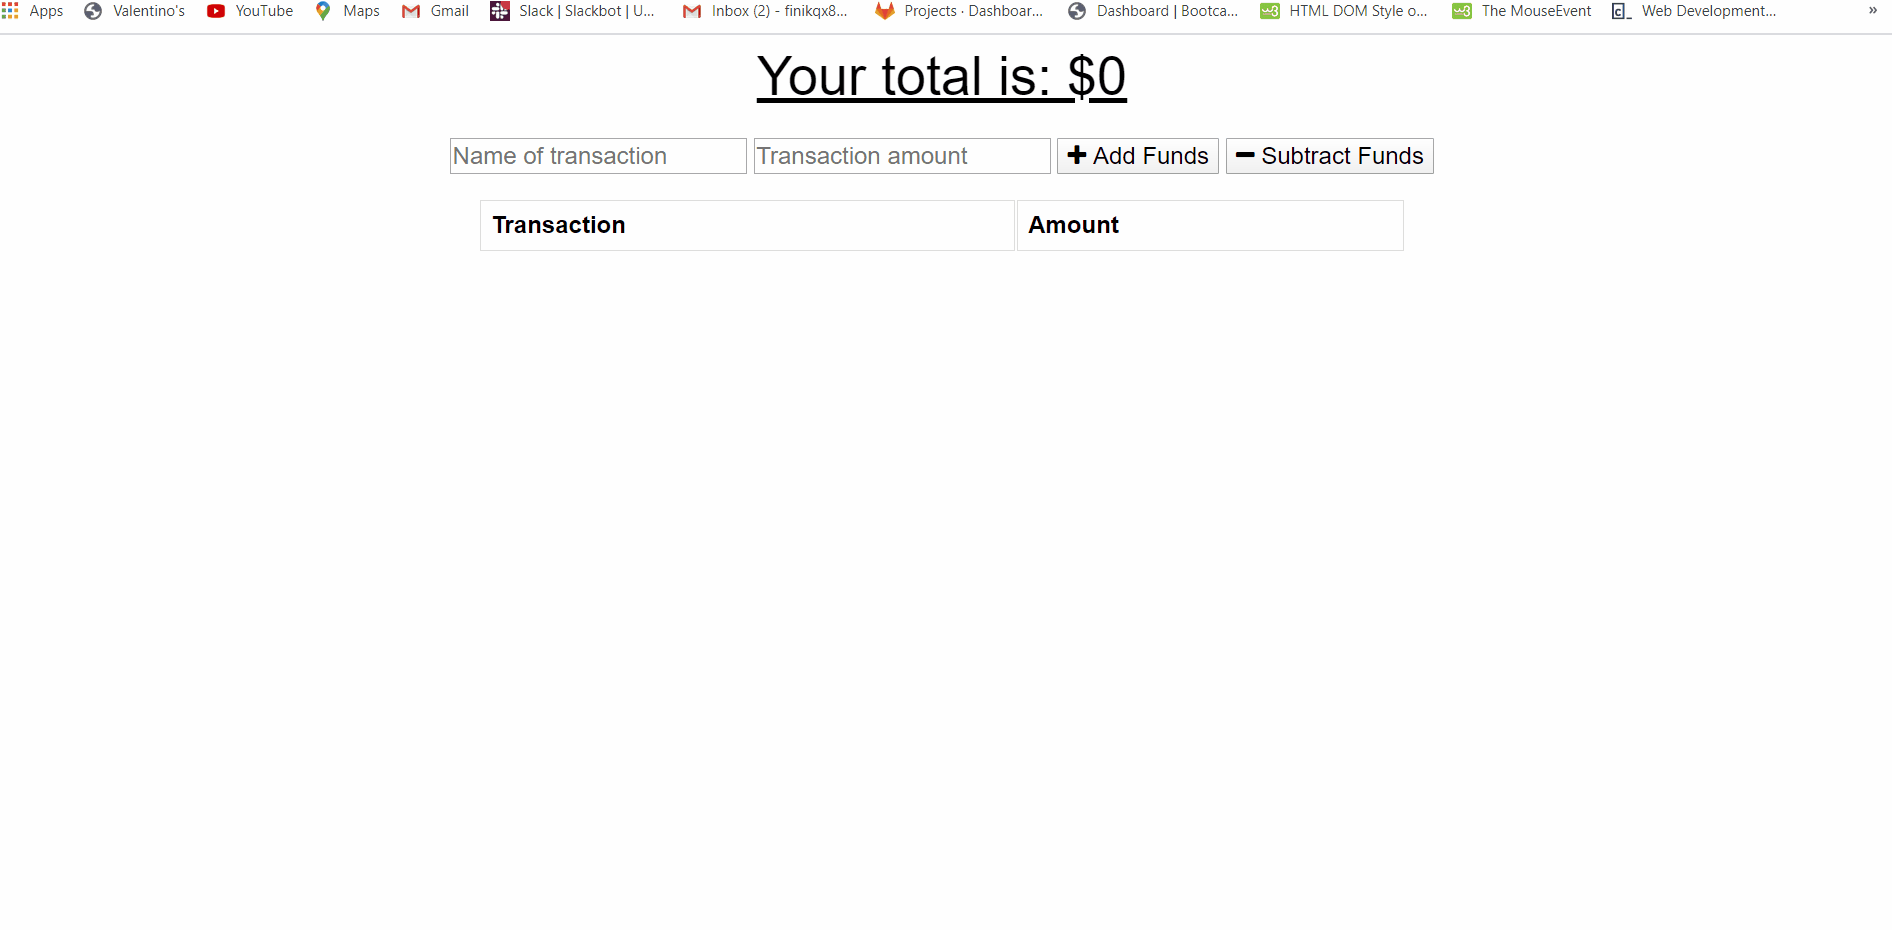 Apps Valentino's YouTube Maps Gmail Slack | Slackbot | U... Inbox (2) - finikqx8... Projects · Dashboar... Dashboard | Bootca... HTML DOM Style o... The MouseEvent Web Development... »
Your total is: $0
Name of transaction Transaction amount Add Funds Subtract Funds
Transaction Amount